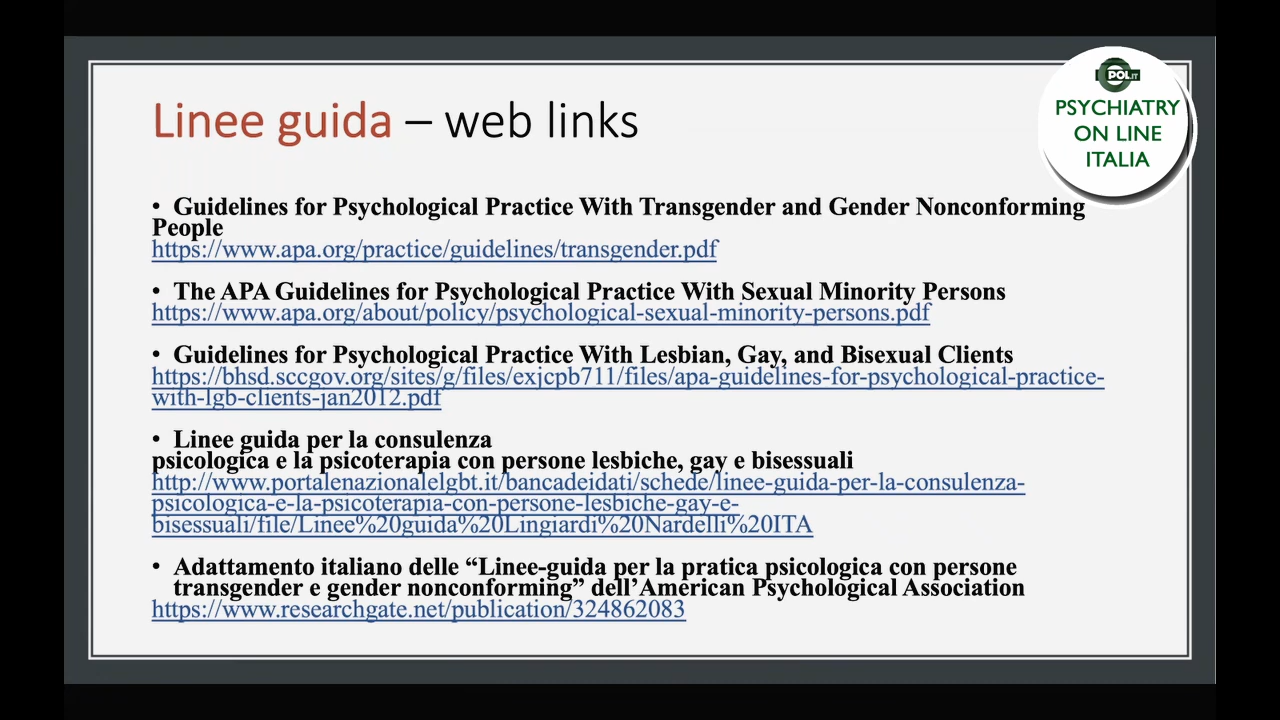 POL.IT
PSYCHIATRY
ON LINE
ITALIA
Linee guida – web links
• Guidelines for Psychological Practice With Transgender and Gender Nonconforming
People
https://www.apa.org/practice/guidelines/transgender.pdf
• The APA Guidelines for Psychological Practice With Sexual Minority Persons
https://www.apa.org/about/policy/psychological-sexual-minority-persons.pdf
• Guidelines for Psychological Practice With Lesbian, Gay, and Bisexual Clients
https://bhsd.sccgov.org/sites/g/files/exjcpb711/files/apa-guidelines-for-psychological-practice-
with-lgb-clients-jan2012.pdf
• Linee guida per la consulenza
psicologica e la psicoterapia con persone lesbiche, gay e bisessuali
http://www.portalenazionalelgbt.it/bancadeidati/schede/linee-guida-per-la-consulenza-
psicologica-e-la-psicoterapia-con-persone-lesbiche-gay-e-
bisessuali/file/Linee%20guida%20Lingiardi%20Nardelli%20ITA
• Adattamento italiano delle “Linee-guida per la pratica psicologica con persone
transgender e gender nonconforming” dell’American Psychological Association
https://www.researchgate.net/publication/324862083